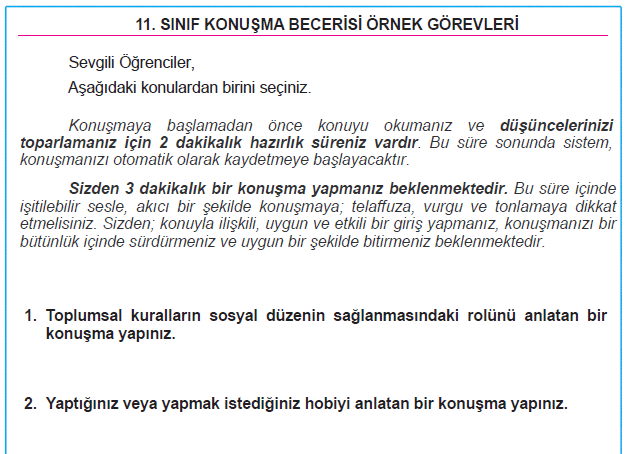 11. SINIF KONUŞMA BECERİSİ ÖRNEK GÖREVLERİ
Sevgili Öğrenciler,
Aşağıdaki konulardan birini seçiniz.
Konuşmaya başlamadan önce konuyu okumanız ve düşüncelerinizi
toparlamanız için 2 dakikalık hazırlık süreniz vardır. Bu süre sonunda sistem,
konuşmanızı otomatik olarak kaydetmeye başlayacaktır.
Sizden 3 dakikalık bir konuşma yapmanız beklenmektedir. Bu süre içinde
işitilebilir sesle, akıcı bir şekilde konuşmaya; telaffuza, vurgu ve tonlamaya dikkat
etmelisiniz. Sizden; konuyla ilişkili, uygun ve etkili bir giriş yapmanız, konuşmanızı bir
bütünlük içinde sürdürmeniz ve uygun bir şekilde bitirmeniz beklenmektedir.
1. Toplumsal kuralların sosyal düzenin sağlanmasındaki rolünü anlatan bir
konuşma yapınız.
2. Yaptığınız veya yapmak istediğiniz hobiyi anlatan bir konuşma yapınız.